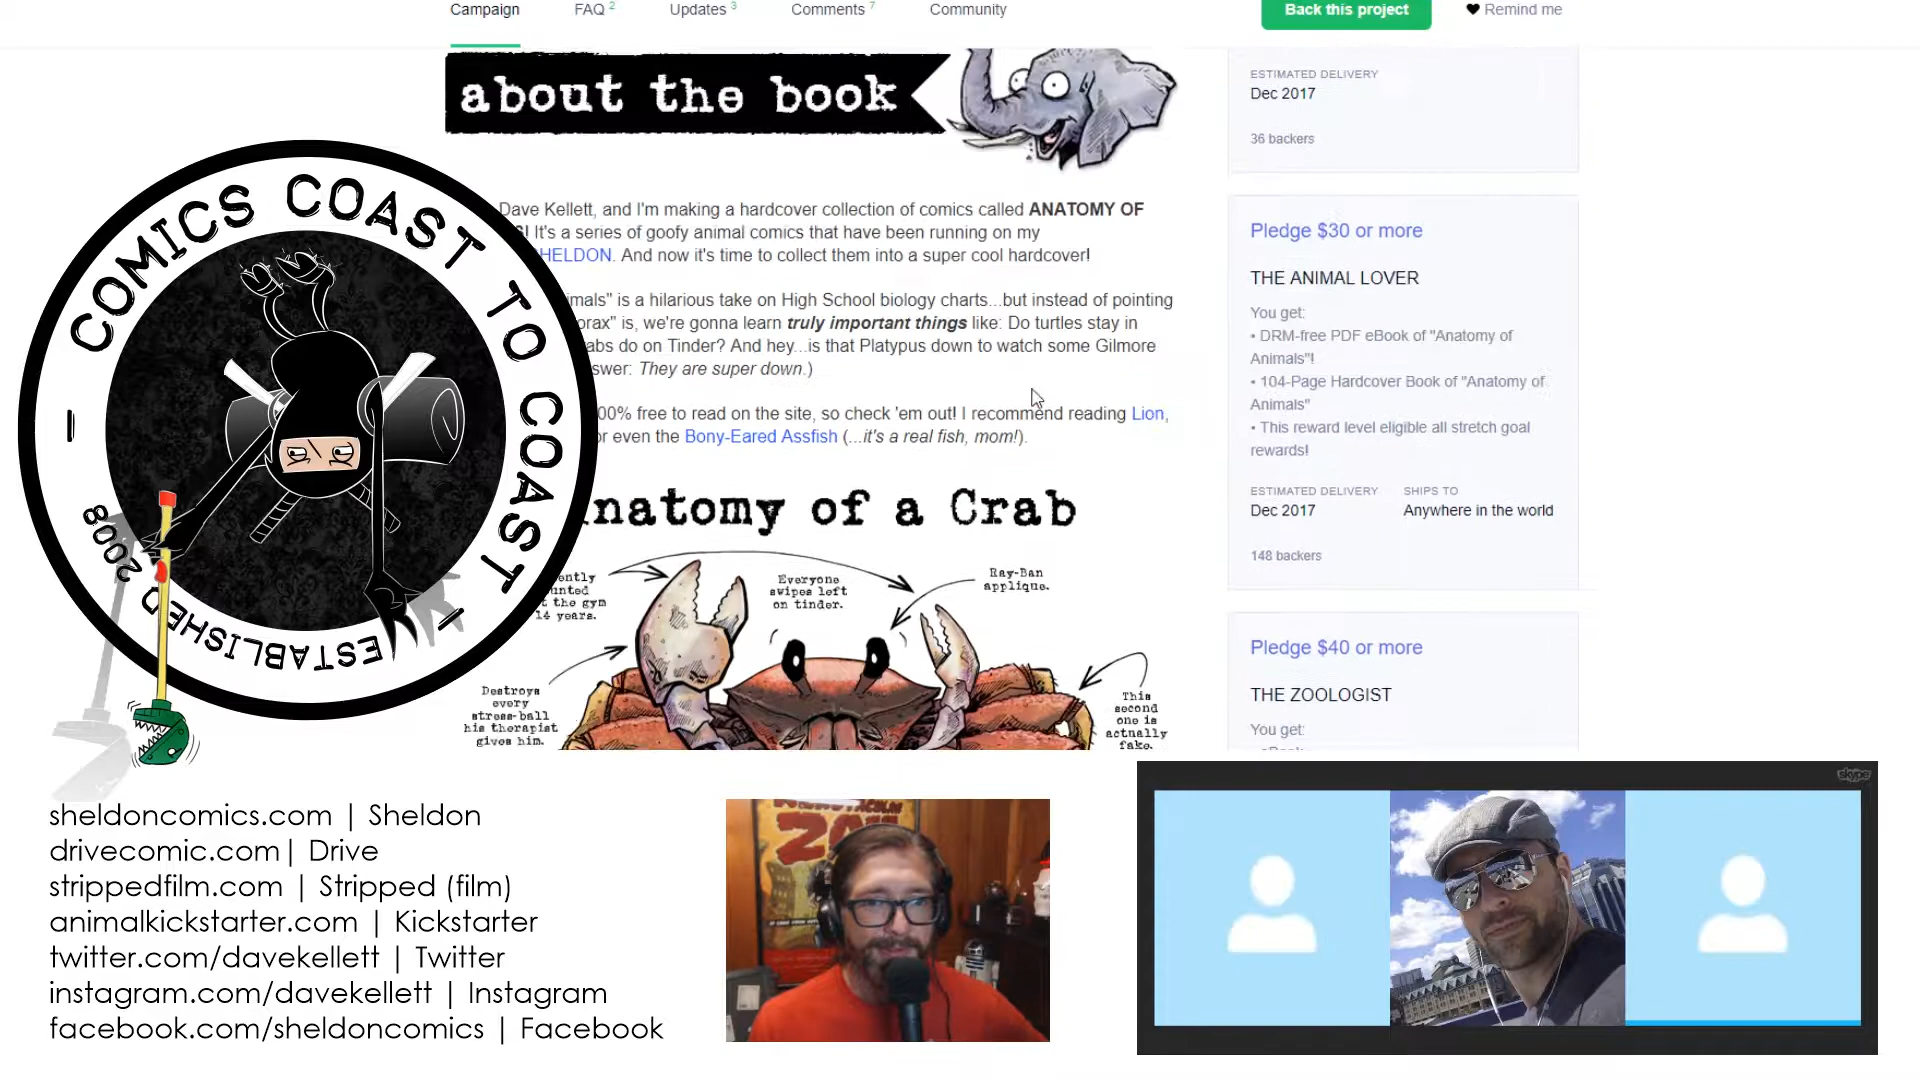 Campaign
FAQ 2
Updates 3
Comments 7
Community
Back this project
Remind me
about the book
ESTIMATED DELIVERY
Dec 2017
36 backers
Dave Kellett, and I'm making a hardcover collection of comics called ANATOMY OF
S! It's a series of goofy animal comics that have been running on my
HELDON. And now it's time to collect them into a super cool hardcover!
imals" is a hilarious take on High School biology charts...but instead of pointing
orax" is, we're gonna learn truly important things like: Do turtles stay in
abs do on Tinder? And hey...is that Platypus down to watch some Gilmore
swer: They are super down.)
00% free to read on the site, so check 'em out! I recommend reading Lion,
or even the Bony-Eared Assfish (...it's a real fish, mom!).
natomy of a Crab
ently
unted
t the gym
14 years.
Everyone
swipes left
on tinder.
Ray-Ban
applique.
Destroys
every
stress-ball
his therapist
gives him.
This
second
one is
actually
fake.
Pledge $30 or more
THE ANIMAL LOVER
You get:
• DRM-free PDF eBook of "Anatomy of
Animals"!
• 104-Page Hardcover Book of "Anatomy of
Animals"
• This reward level eligible all stretch goal
rewards!
ESTIMATED DELIVERY
Dec 2017
SHIPS TO
Anywhere in the world
148 backers
Pledge $40 or more
THE ZOOLOGIST
You get:
COMICS COAST TO COAST
ESTABLISHED 2008
sheldoncomics.com | Sheldon
drivecomic.com| Drive
strippedfilm.com | Stripped (film)
animalkickstarter.com | Kickstarter
twitter.com/davekellett | Twitter
instagram.com/davekellett | Instagram
facebook.com/sheldoncomics | Facebook
skype